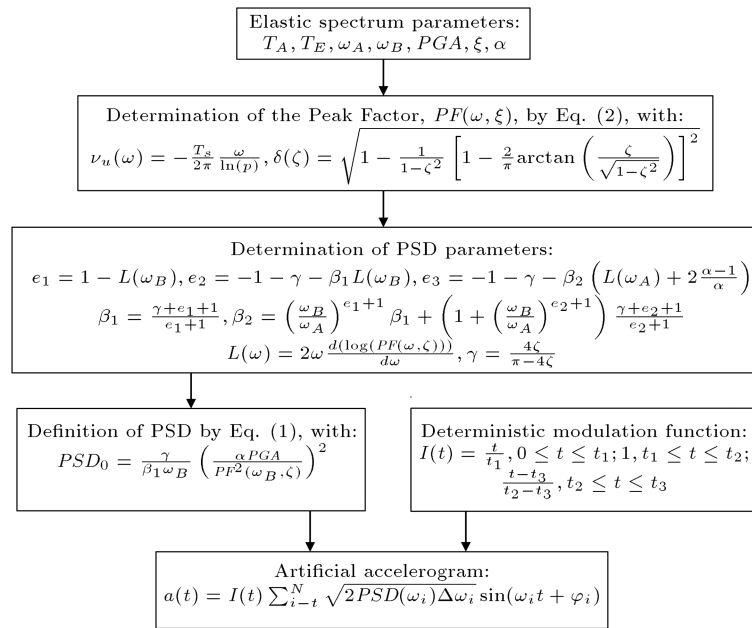 Elastic spectrum parameters:
$T_A, T_E, \omega_A, \omega_B, PGA, \xi, \alpha$
Determination of the Peak Factor, $PF(\omega, \xi)$, by Eq. (2), with:
$\nu_u(\omega) = -\frac{T_s}{2\pi} \frac{\omega}{\ln(p)}, \delta(\zeta) = \sqrt{1 - \frac{1}{1-\zeta^2} \left[1 - \frac{2}{\pi} \arctan\left(\frac{\zeta}{\sqrt{1-\zeta^2}}\right)\right]^2}$
Determination of PSD parameters:
$e_1 = 1 - L(\omega_B), e_2 = -1 - \gamma - \beta_1 L(\omega_B), e_3 = -1 - \gamma - \beta_2 \left(L(\omega_A) + 2\frac{\alpha-1}{\alpha}\right)$
$\beta_1 = \frac{\gamma+e_1+1}{e_1+1}, \beta_2 = \left(\frac{\omega_B}{\omega_A}\right)^{e_1+1} \beta_1 + \left(1 + \left(\frac{\omega_B}{\omega_A}\right)^{e_2+1}\right) \frac{\gamma+e_2+1}{e_2+1}$
$L(\omega) = 2\omega \frac{d(\log(PF(\omega,\zeta)))}{d\omega}, \gamma = \frac{4\zeta}{\pi-4\zeta}$
Definition of PSD by Eq. (1), with:
$PSD_0 = \frac{\gamma}{\beta_1 \omega_B} \left(\frac{\alpha PGA}{PF^2(\omega_B,\zeta)}\right)^2$
Deterministic modulation function:
$I(t) = \frac{t}{t_1}, 0 \leq t \leq t_1; 1, t_1 \leq t \leq t_2;$
$\frac{t-t_3}{t_2-t_3}, t_2 \leq t \leq t_3$
Artificial accelerogram:
$a(t) = I(t) \sum_{i-t}^{N} \sqrt{2PSD(\omega_i)\Delta\omega_i} \sin(\omega_i t + \varphi_i)$